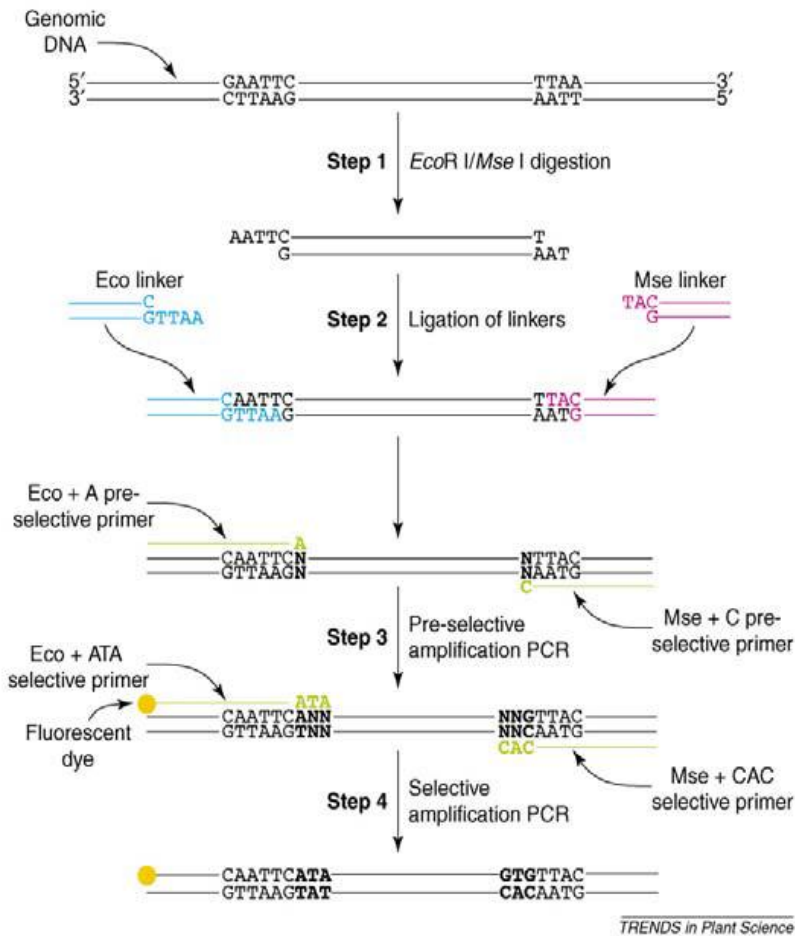 Genomic
DNA
5′ GAATTC TTAA 3′
3′ CTTAAG AATT 5′
Step 1 EcoR I/Mse I digestion
AATTC T
G AAT
Eco linker
C
GTTAA
Mse linker
TAC
G
Step 2 Ligation of linkers
CAATTC TTAC
GTTAAG AATG
Eco + A pre-
selective primer
A
CAATTCN NTTAC
GTTAAGN NAATG
C
Mse + C pre-
selective primer
Step 3 Pre-selective
amplification PCR
Eco + ATA
selective primer
Fluorescent
dye
ATA
CAATTCANN NNGTTAC
GTTAAGTNN NNCAATG
CAC
Mse + CAC
selective primer
Step 4 Selective
amplification PCR
CAATTCATA GTGTTAC
GTTAAGTAT CACAATG
TRENDS in Plant Science